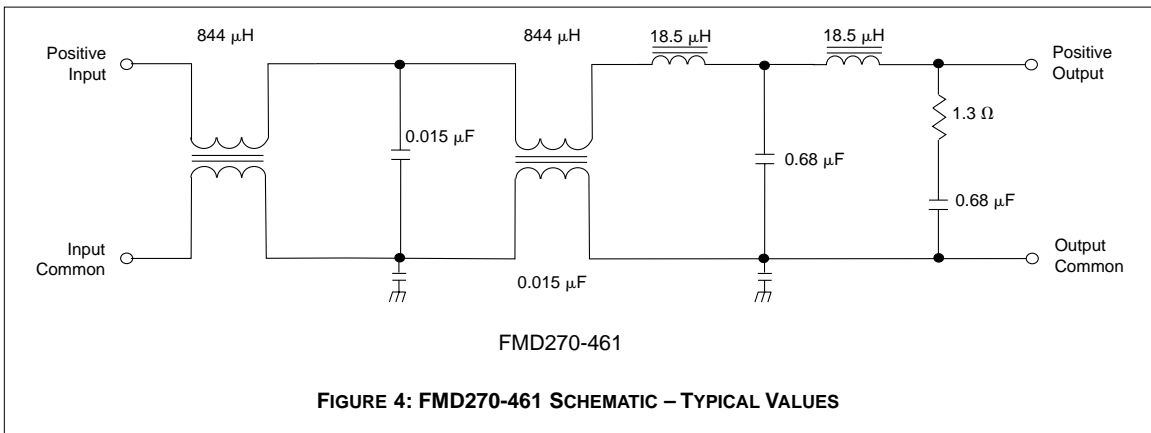 844 µH
844 µH
18.5 µH
18.5 µH
Positive
Input
Positive
Output
1.3 Ω
0.015 µF
0.68 µF
0.68 µF
Input
Common
0.015 µF
Output
Common
FMD270-461
FIGURE 4: FMD270-461 SCHEMATIC – TYPICAL VALUES